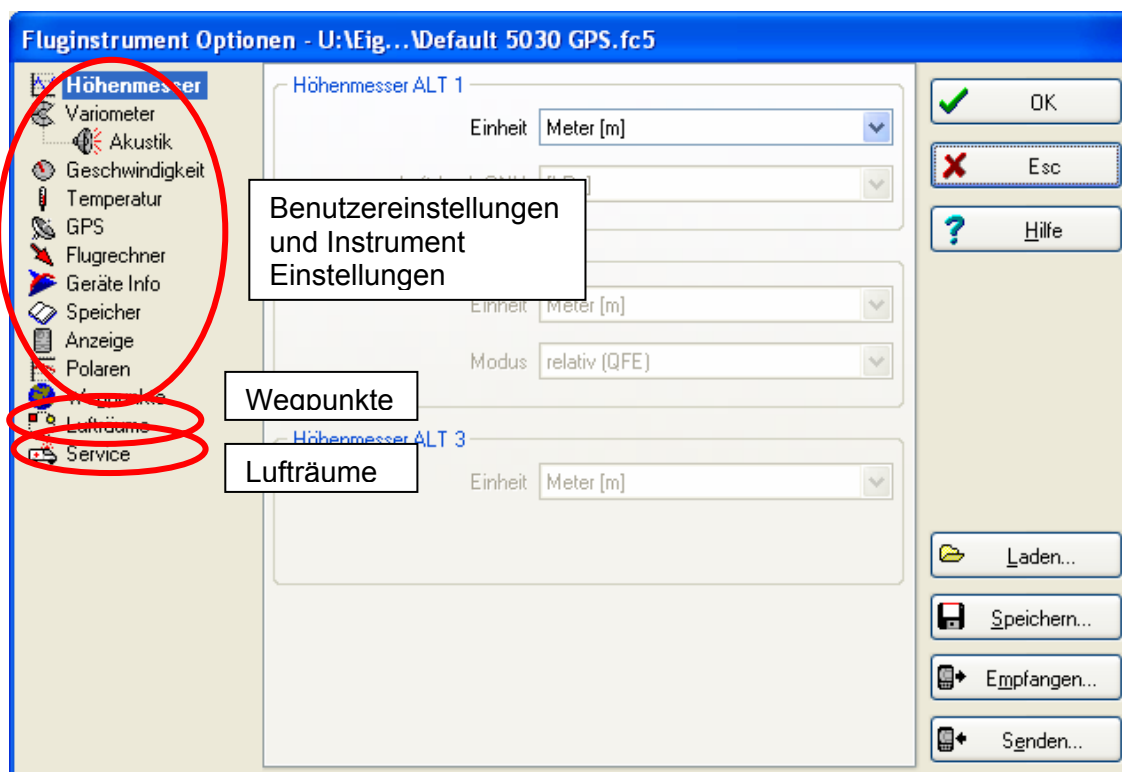 Fluginstrument Optionen - U:\Eig...\Default 5030 GPS.fc5
Höhenmesser
Variometer
Akustik
Geschwindigkeit
Temperatur
GPS
Flugrechner
Geräte Info
Speicher
Anzeige
Polaren
Wegpunkte
Lufträume
Service
Höhenmesser ALT 1
Einheit Meter [m]
Benutzereinstellungen
und Instrument
Einstellungen
Einheit Meter [m]
Modus relativ (QFE)
Wegpunkte
Höhenmesser ALT 3
Lufträume
Einheit Meter [m]
OK
Esc
Hilfe
Laden...
Speichern...
Empfangen...
Senden...